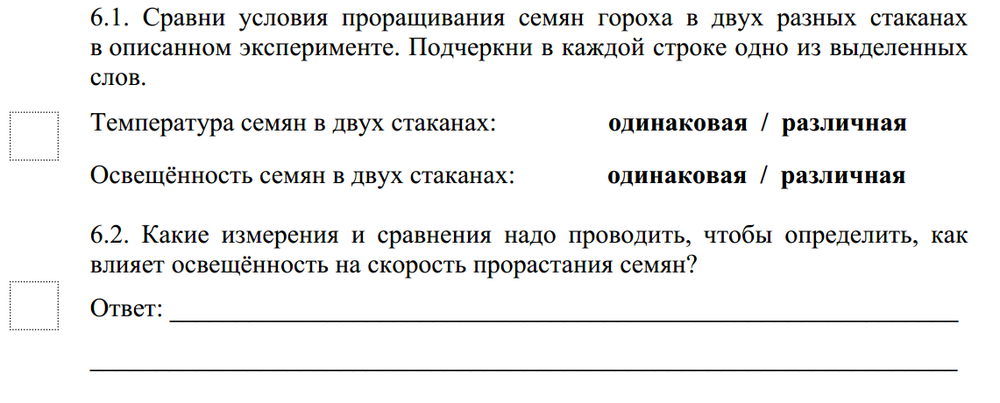 6.1. Сравни условия проращивания семян гороха в двух разных стаканах
в описанном эксперименте. Подчеркни в каждой строке одно из выделенных
слов.
Температура семян в двух стаканах: одинаковая / различная
Освещённость семян в двух стаканах: одинаковая / различная
6.2. Какие измерения и сравнения надо проводить, чтобы определить, как
влияет освещённость на скорость прорастания семян?
Ответ: